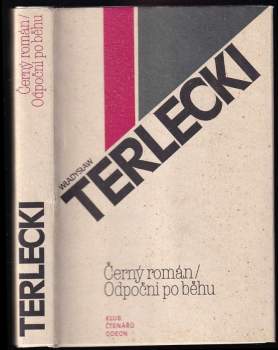 Černý román/
Odpočni po běhu
TERLECKI
WŁADYSŁAW
TERLECKI
Černý román/
Odpočni po běhu
KLUB
ČTENÁŘŮ
ODEON